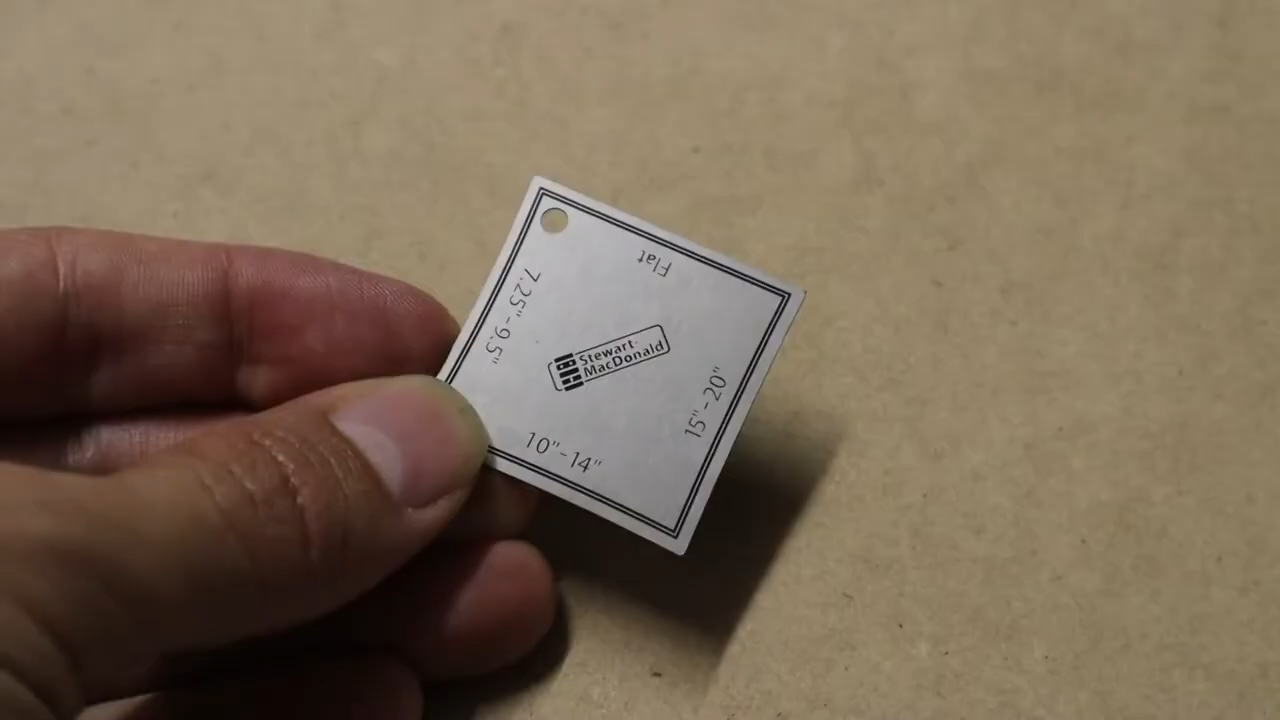 Flat
7.25"-9.5"
Stewart-
MacDonald
15"-20"
10"-14"